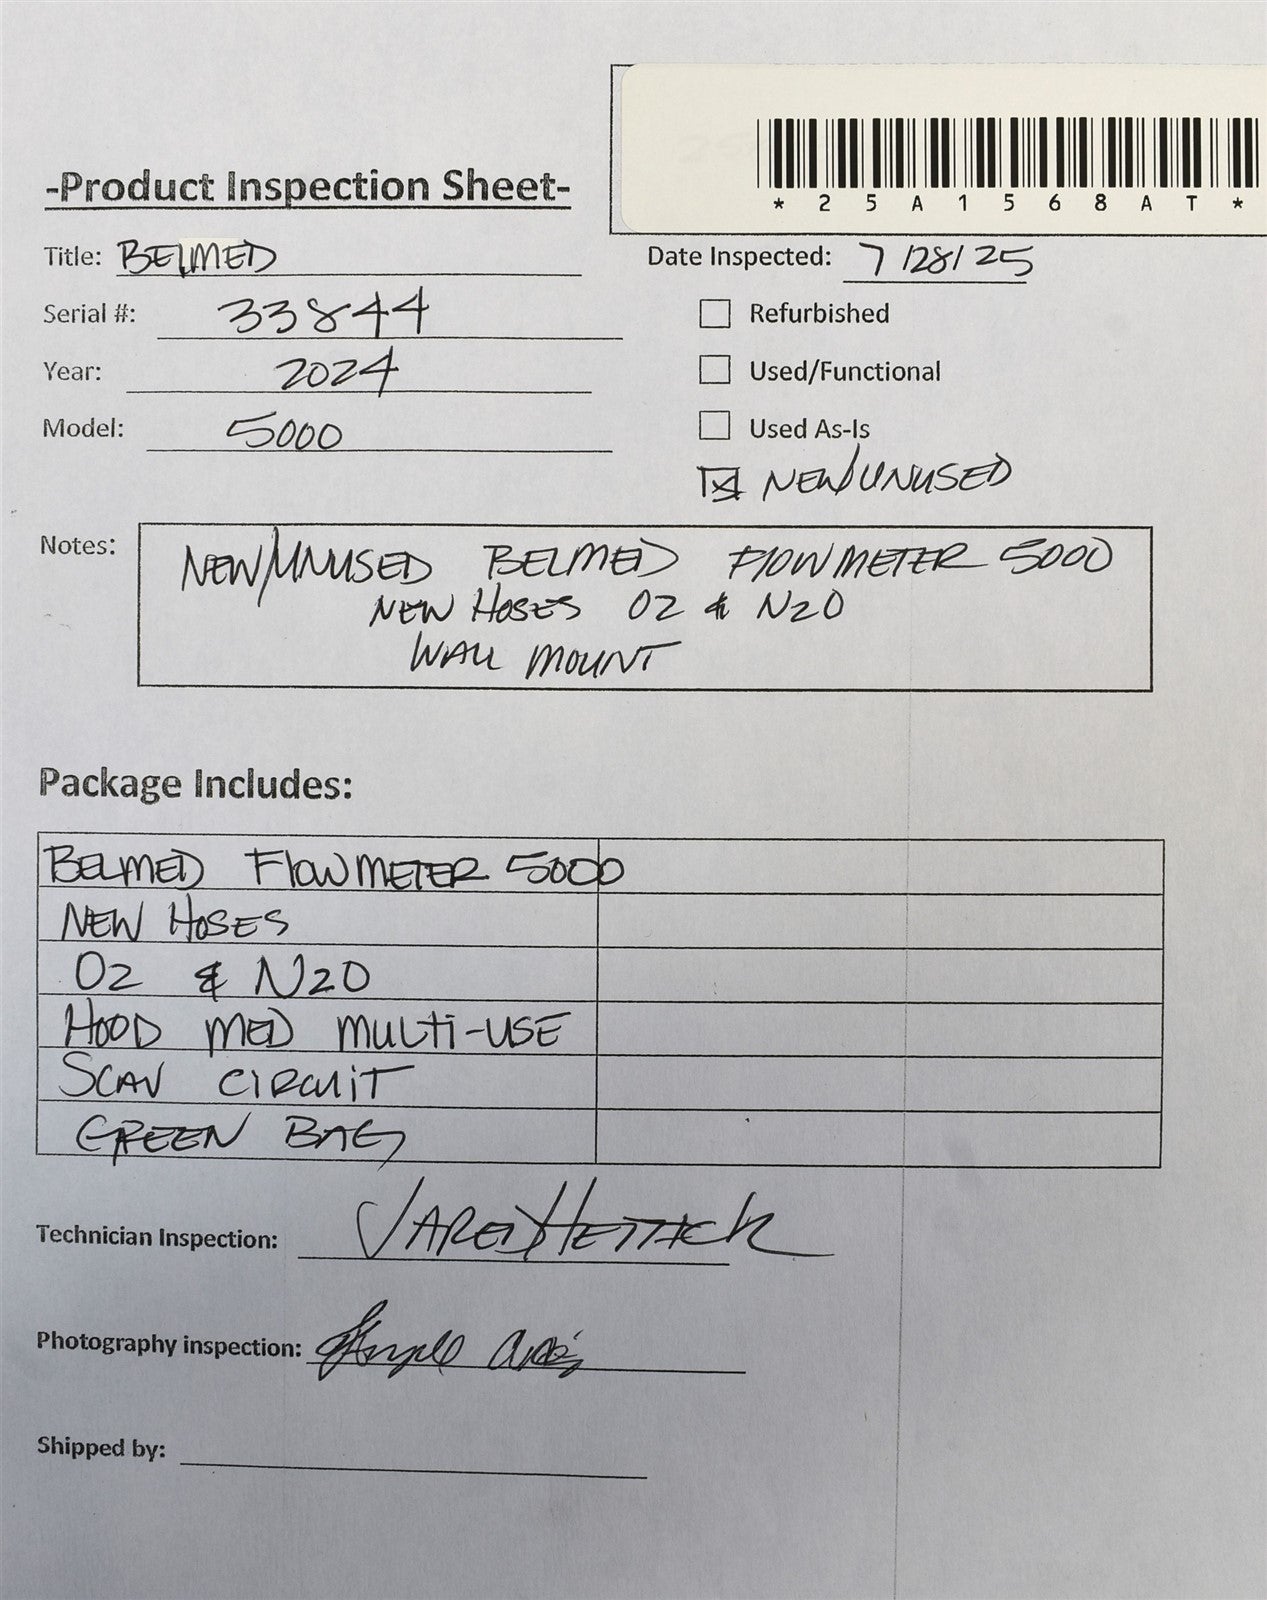 *25A1568AT*
-Product Inspection Sheet-
Title: BELMED
Date Inspected: 7/28/25
Serial #: 33844
Refurbished
Year: 2024
Used/Functional
Model: 5000
Used As-Is
NEW/UNUSED
Notes: NEW/UNUSED BELMED FLOWMETER 5000
NEW HOSES O2 & N2O
WALL MOUNT
Package Includes:
BELMED FLOWMETER 5000
NEW HOSES
O2 & N2O
HOOD MED MULTI-USE
SCAV CIRCUIT
GREEN BAG
Technician Inspection: JARED HETTICK
Photography inspection:
Shipped by: